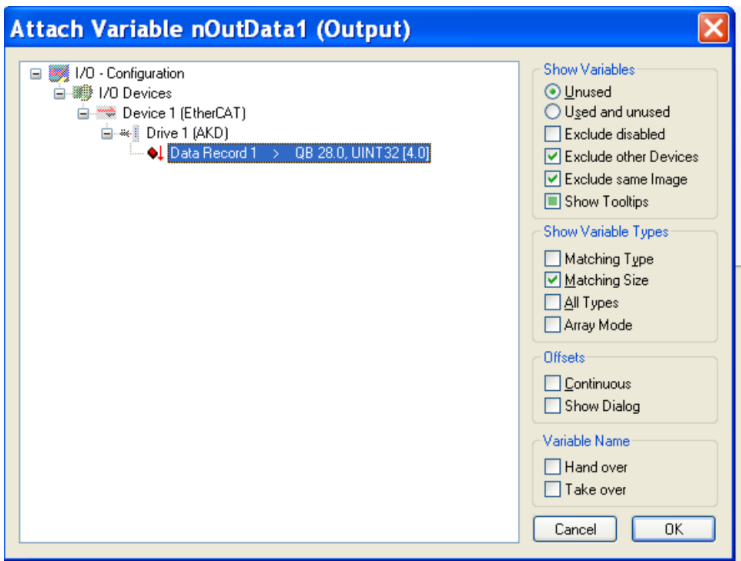 Attach Variable nOutData1 (Output)
I/O - Configuration
I/O Devices
Device 1 (EtherCAT)
Drive 1 (AKD)
Data Record 1 > QB 28.0, UINT32 [4.0]
Show Variables
Unused
Used and unused
Exclude disabled
Exclude other Devices
Exclude same Image
Show Tooltips
Show Variable Types
Matching Type
Matching Size
All Types
Array Mode
Offsets
Continuous
Show Dialog
Variable Name
Hand over
Take over
Cancel OK